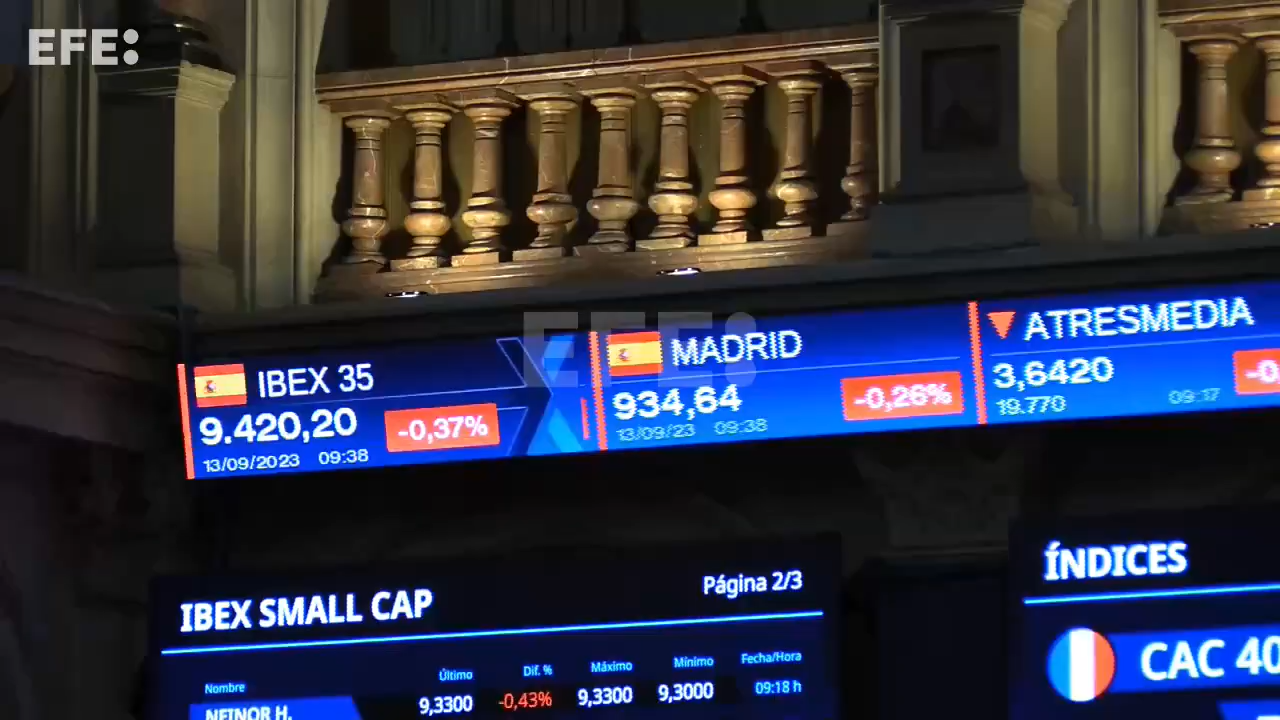 EFE:
EFE:
IBEX 35
9.420,20
-0,37%
13/09/2023 09:38
MADRID
934,64
-0,26%
13/09/23 09:38
ATRESMEDIA
3,6420
-0
19.770
09:17
IBEX SMALL CAP
Página 2/3
Nombre
Último
Dif. %
Máximo
Mínimo
Fecha/Hora
NEINOR H.
9,3300
-0,43%
9,3300
9,3000
09:18 h
ÍNDICES
CAC 40